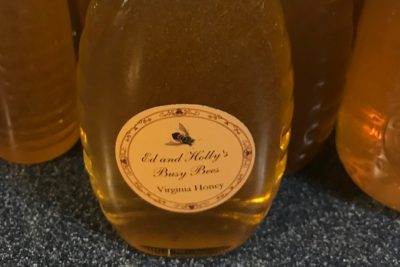 Ed and Holly's
Busy Bees
Virginia Honey